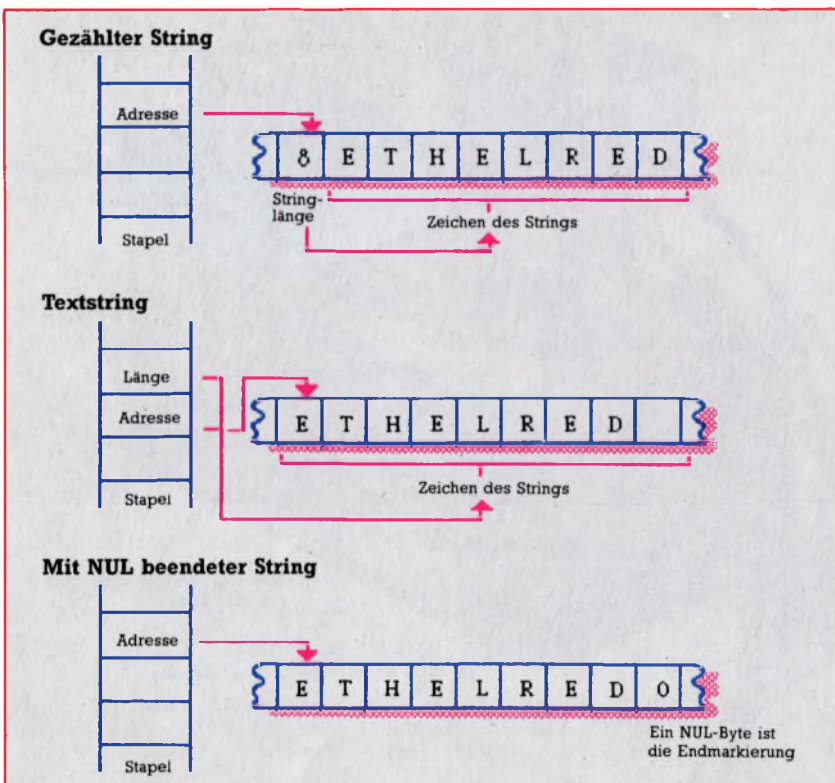 Gezählter String
Adresse
8 E T H E L R E D
String-
länge
Zeichen des Strings
Stapel
Textstring
Länge
Adresse
E T H E L R E D
Zeichen des Strings
Stapel
Mit NUL beendeter String
Adresse
E T H E L R E D 0
Ein NUL-Byte ist
die Endmarkierung
Stapel